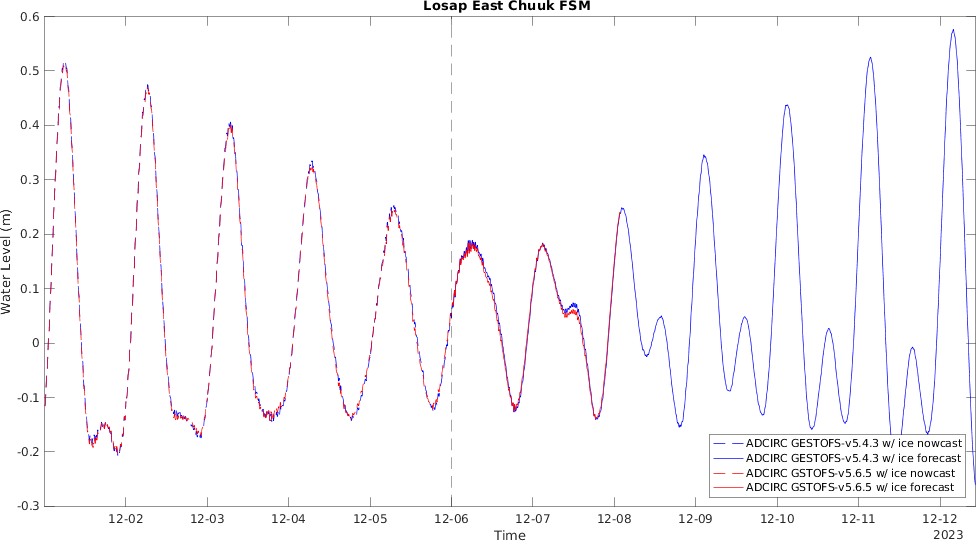 Losap East Chuuk FSM
0.6
0.5
0.4
0.3
0.2
0.1
0
-0.1
-0.2
-0.3
Water Level (m)
12-02 12-03 12-04 12-05 12-06 12-07 12-08 12-09 12-10 12-11 12-12
Time
2023
ADCIRC GESTOFS-v5.4.3 w/ ice nowcast
ADCIRC GESTOFS-v5.4.3 w/ ice forecast
ADCIRC GSTOFS-v5.6.5 w/ ice nowcast
ADCIRC GSTOFS-v5.6.5 w/ ice forecast